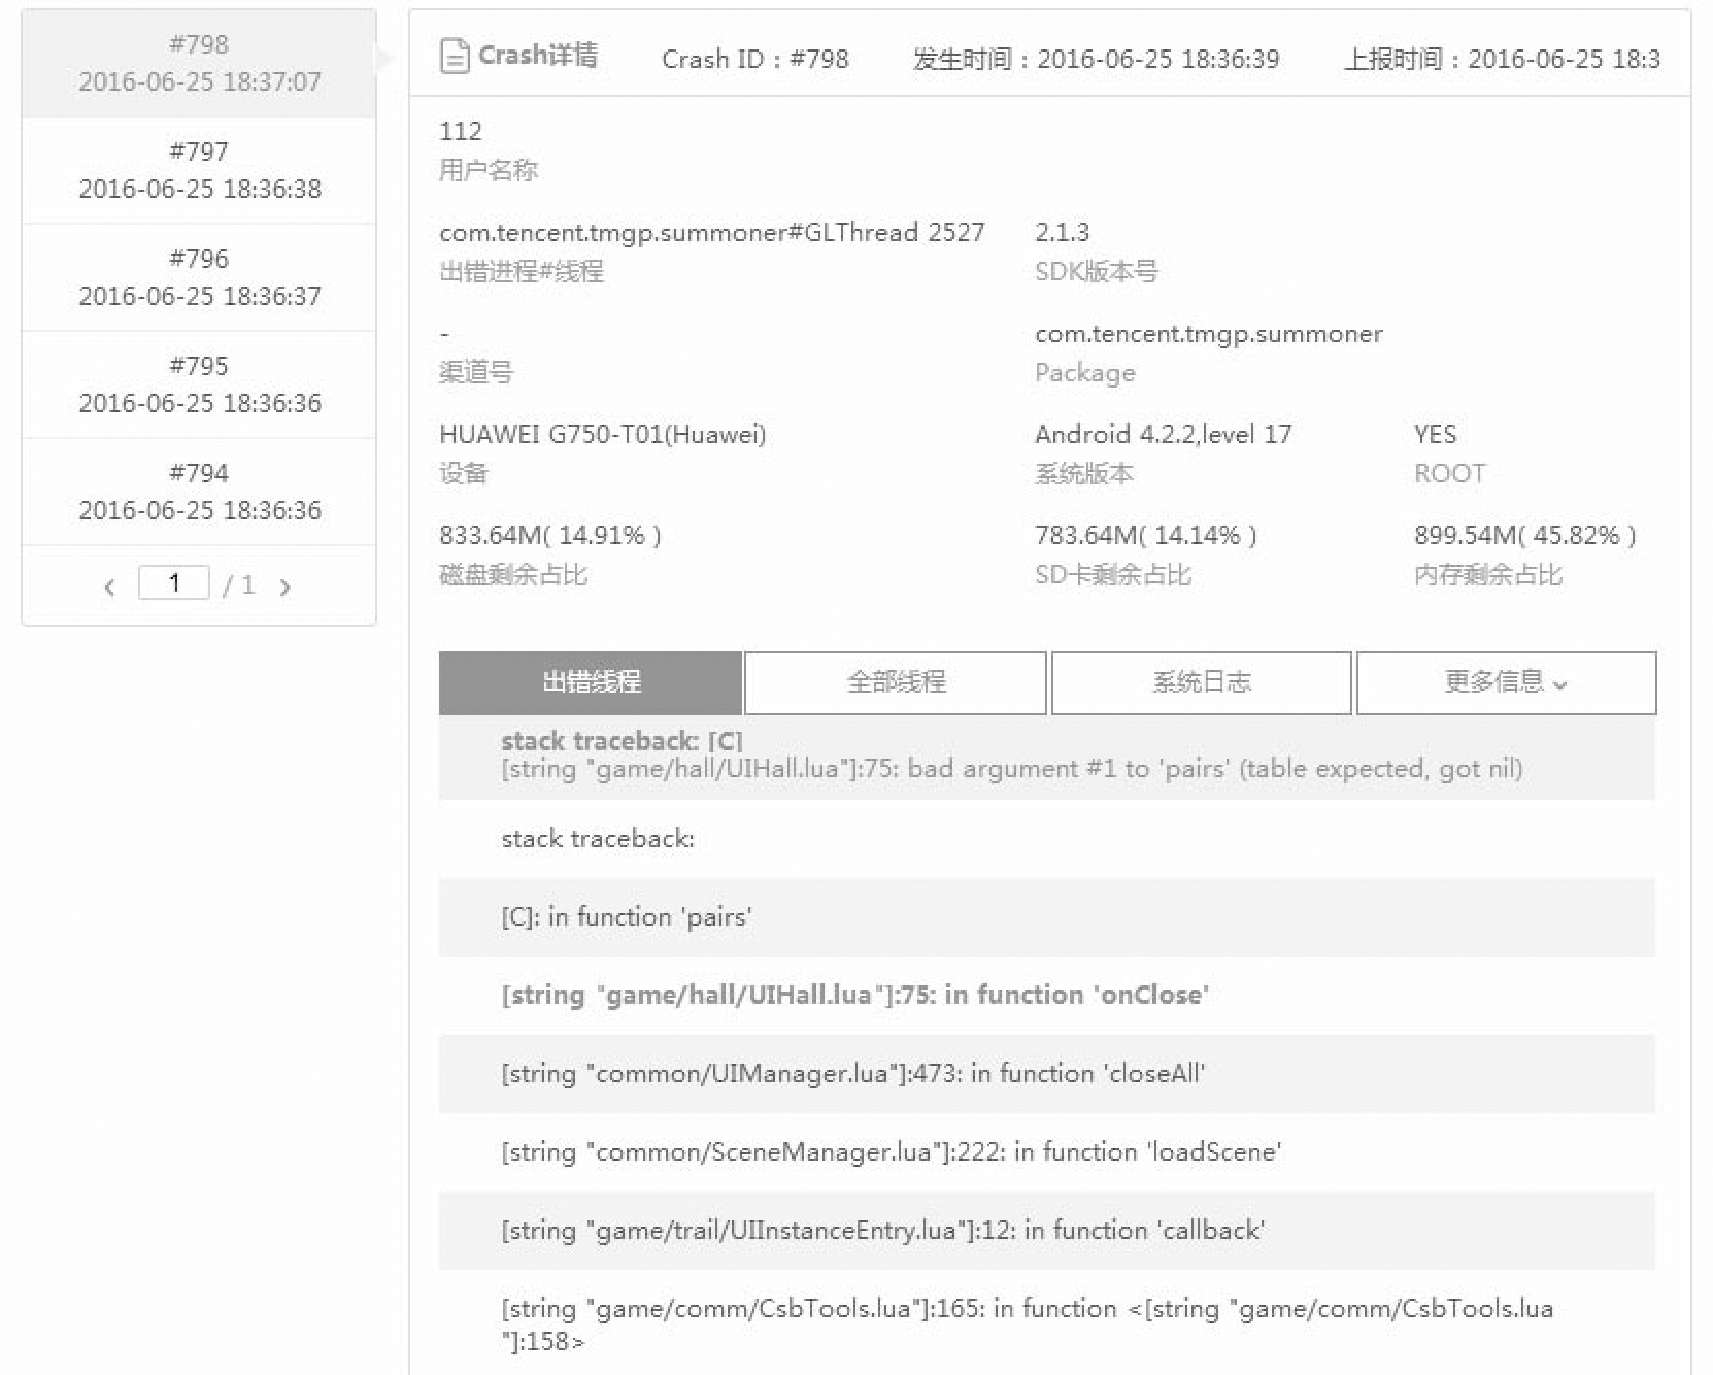 #798
2016-06-25 18:37:07
#797
2016-06-25 18:36:38
#796
2016-06-25 18:36:37
#795
2016-06-25 18:36:36
#794
2016-06-25 18:36:36
‹ 1 / 1 ›
Crash详情 Crash ID：#798 发生时间：2016-06-25 18:36:39 上报时间：2016-06-25 18:3
112
用户名称
com.tencent.tmgp.summoner#GLThread 2527 2.1.3
出错进程#线程 SDK版本号
- com.tencent.tmgp.summoner
渠道号 Package
HUAWEI G750-T01(Huawei) Android 4.2.2,level 17 YES
设备 系统版本 ROOT
833.64M( 14.91% ) 783.64M( 14.14% ) 899.54M( 45.82% )
磁盘剩余占比 SD卡剩余占比 内存剩余占比
出错线程 全部线程 系统日志 更多信息
stack traceback: [C]
[string "game/hall/UIHall.lua"]:75: bad argument #1 to 'pairs' (table expected, got nil)
stack traceback:
[C]: in function 'pairs'
[string "game/hall/UIHall.lua"]:75: in function 'onClose'
[string "common/UIManager.lua"]:473: in function 'closeAll'
[string "common/SceneManager.lua"]:222: in function 'loadScene'
[string "game/trail/UIInstanceEntry.lua"]:12: in function 'callback'
[string "game/comm/CsbTools.lua"]:165: in function <[string "game/comm/CsbTools.lua
"]:158>